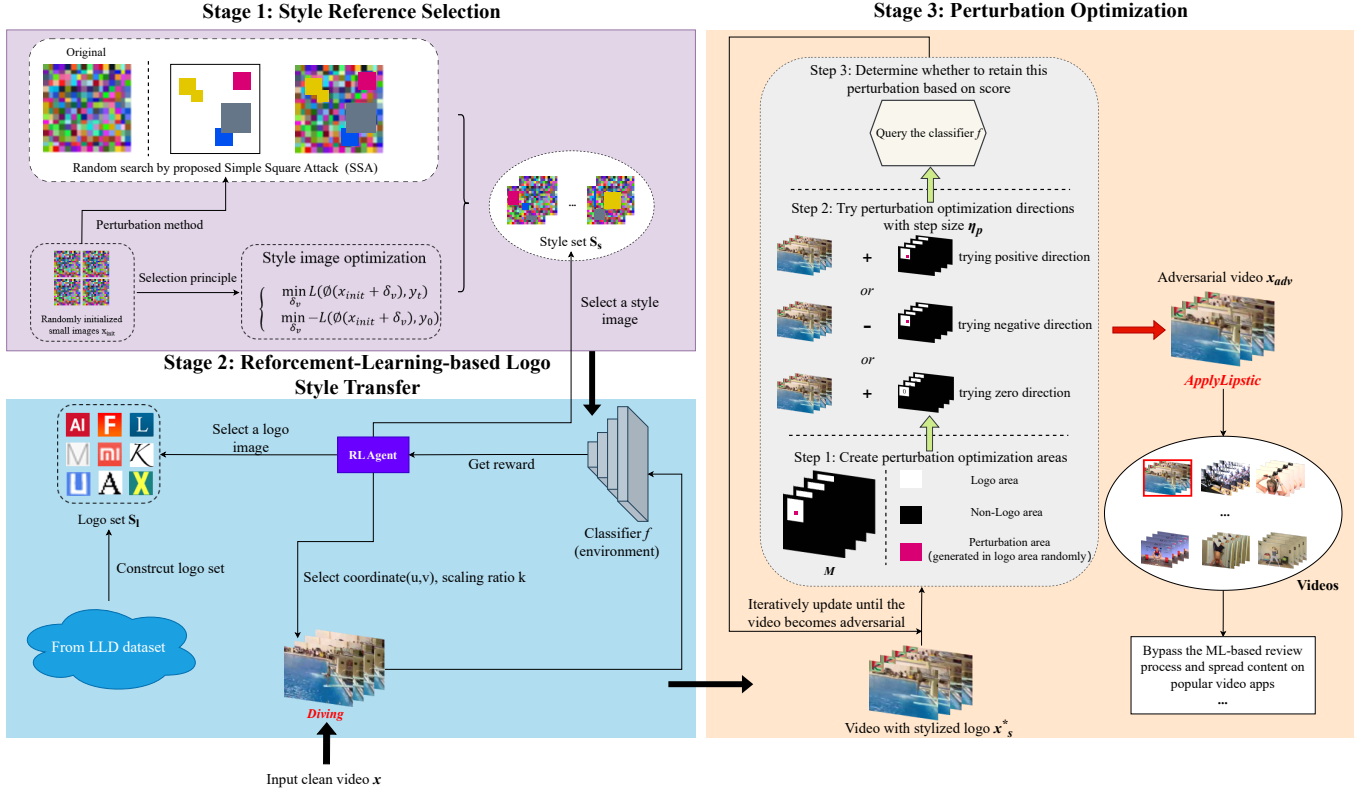 Stage 1: Style Reference Selection
Original
Random search by proposed Simple Square Attack (SSA)
Perturbation method
Randomly initialized
small images x_init
Selection principle
Style image optimization
min_δv L(Ø(x_init + δ_v), y_t)
min_δv −L(Ø(x_init + δ_v), y_0)
...
Style set S_s
Select a style
image
Stage 2: Reforcement-Learning-based Logo
Style Transfer
AI F L
M mi K
U A X
Logo set S_l
Select a logo
image
RL Agent
Get reward
Classifier f
(environment)
Constrcut logo set
From LLD dataset
Select coordinate(u,v), scaling ratio k
Diving
Input clean video x
Stage 3: Perturbation Optimization
Step 3: Determine whether to retain this
perturbation based on score
Query the classifier f
Step 2: Try perturbation optimization directions
with step size η_p
+ trying positive direction
or
- trying negative direction
or
+ 0 trying zero direction
Step 1: Create perturbation optimization areas
Logo area
Non-Logo area
Perturbation area
(generated in logo area randomly)
M
Iteratively update until the
video becomes adversarial
Video with stylized logo x*_s
Adversarial video x_adv
ApplyLipstic
...
Videos
Bypass the ML-based review
process and spread content on
popular video apps
...